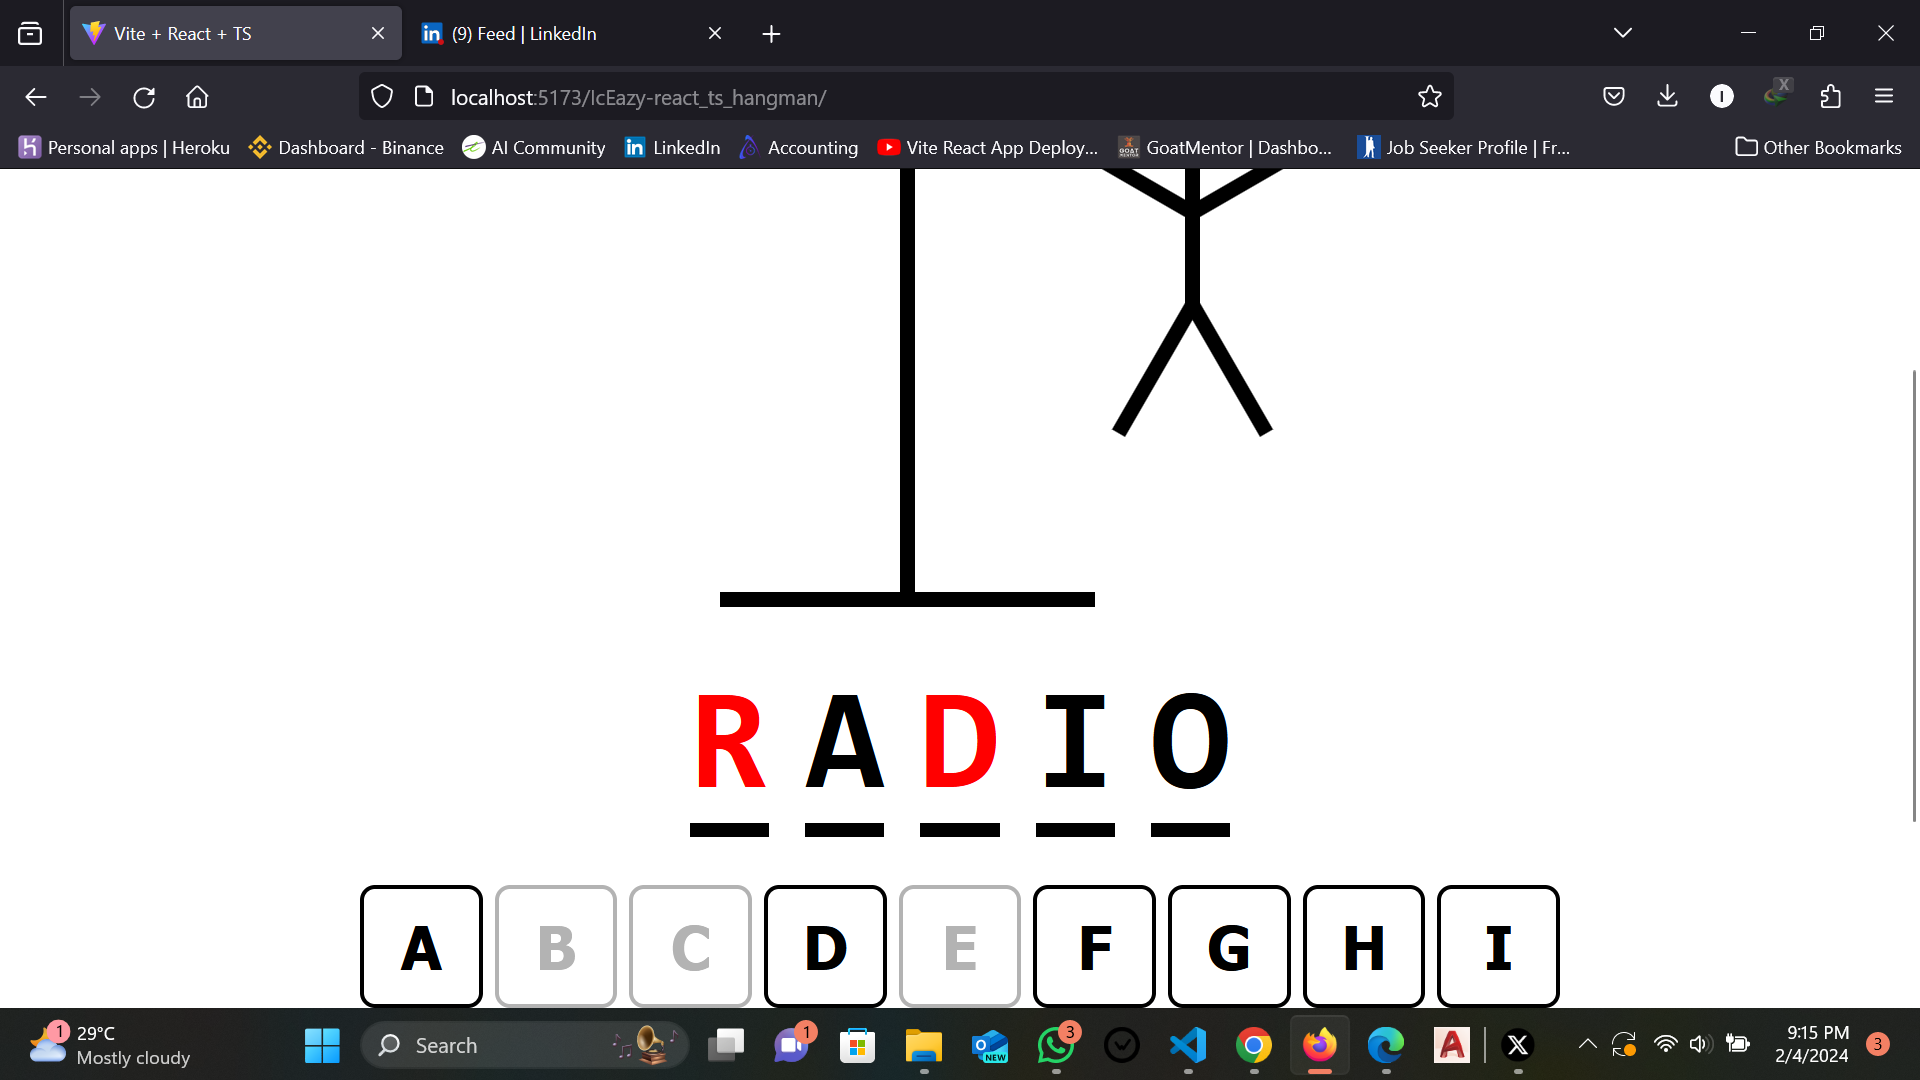 Vite + React + TS
(9) Feed | LinkedIn
localhost:5173/IcEazy-react_ts_hangman/
Personal apps | Heroku
Dashboard - Binance
AI Community
LinkedIn
Accounting
Vite React App Deploy...
GoatMentor | Dashbo...
Job Seeker Profile | Fr...
Other Bookmarks
RADIO
A B C D E F G H I
1
29°C
Mostly cloudy
Search
1
NEW
3
9:15 PM
2/4/2024
3